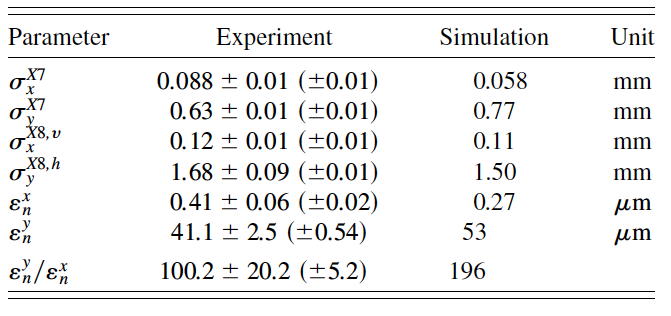 Parameter Experiment Simulation Unit
σ_x^{X7} 0.088 ± 0.01 (±0.01) 0.058 mm
σ_y^{X7} 0.63 ± 0.01 (±0.01) 0.77 mm
σ_x^{X8,v} 0.12 ± 0.01 (±0.01) 0.11 mm
σ_y^{X8,h} 1.68 ± 0.09 (±0.01) 1.50 mm
ε_n^x 0.41 ± 0.06 (±0.02) 0.27 μm
ε_n^y 41.1 ± 2.5 (±0.54) 53 μm
ε_n^y/ε_n^x 100.2 ± 20.2 (±5.2) 196